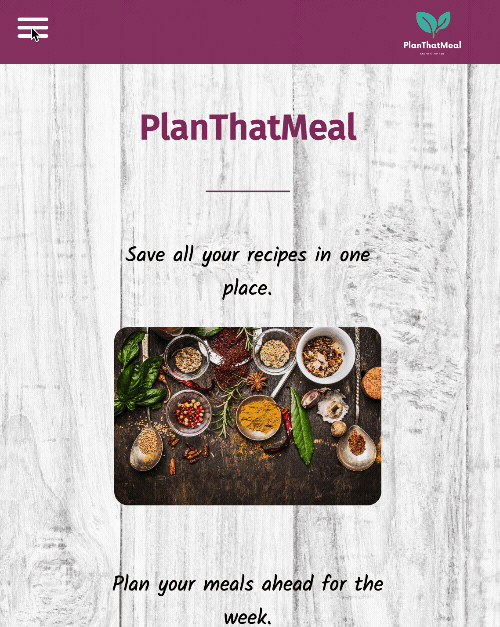 PlanThatMeal
PlanThatMeal
Save all your recipes in one
place.
Plan your meals ahead for the
week.